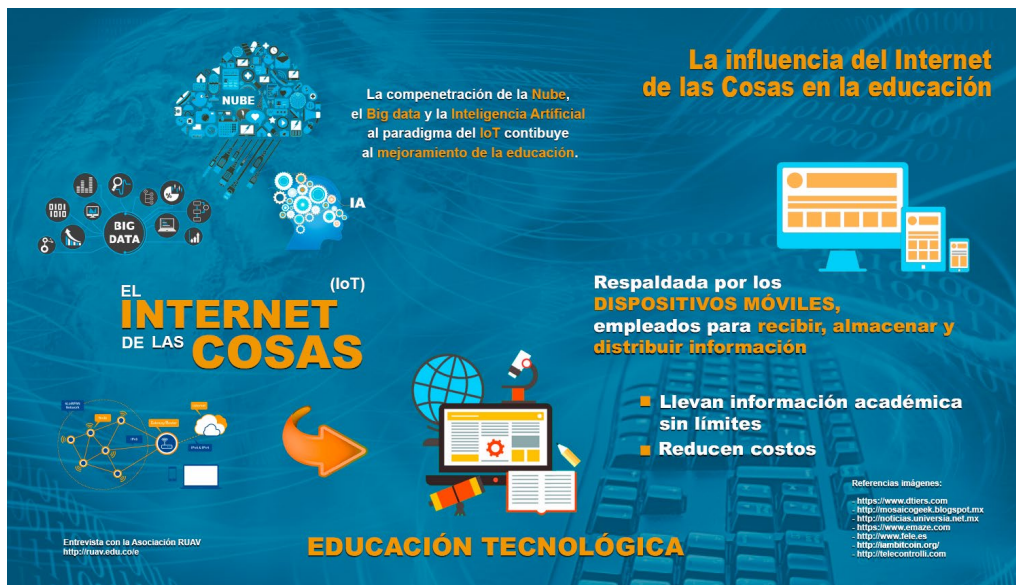 La influencia del Internet
de las Cosas en la educación
NUBE
La compenetración de la Nube,
el Big data y la Inteligencia Artificial
al paradigma del IoT contibuye
al mejoramiento de la educación.
IA
0101
1010
BIG
DATA
EL
(IoT)
INTERNET
DE LAS COSAS
Respaldada por los
DISPOSITIVOS MÓVILES,
empleados para recibir, almacenar y
distribuir información
■ Llevan información académica
sin límites
■ Reducen costos
EDUCACIÓN TECNOLÓGICA
Entrevista con la Asociación RUAV
http://ruav.edu.co/e
Referencias imágenes:
- https://www.dtiers.com
- http://mosaicogeek.blogspot.mx
- http://noticias.universia.net.mx
- https://www.emaze.com
- http://www.fele.es
- http://iambitcoin.org/
- http://telecontrolli.com